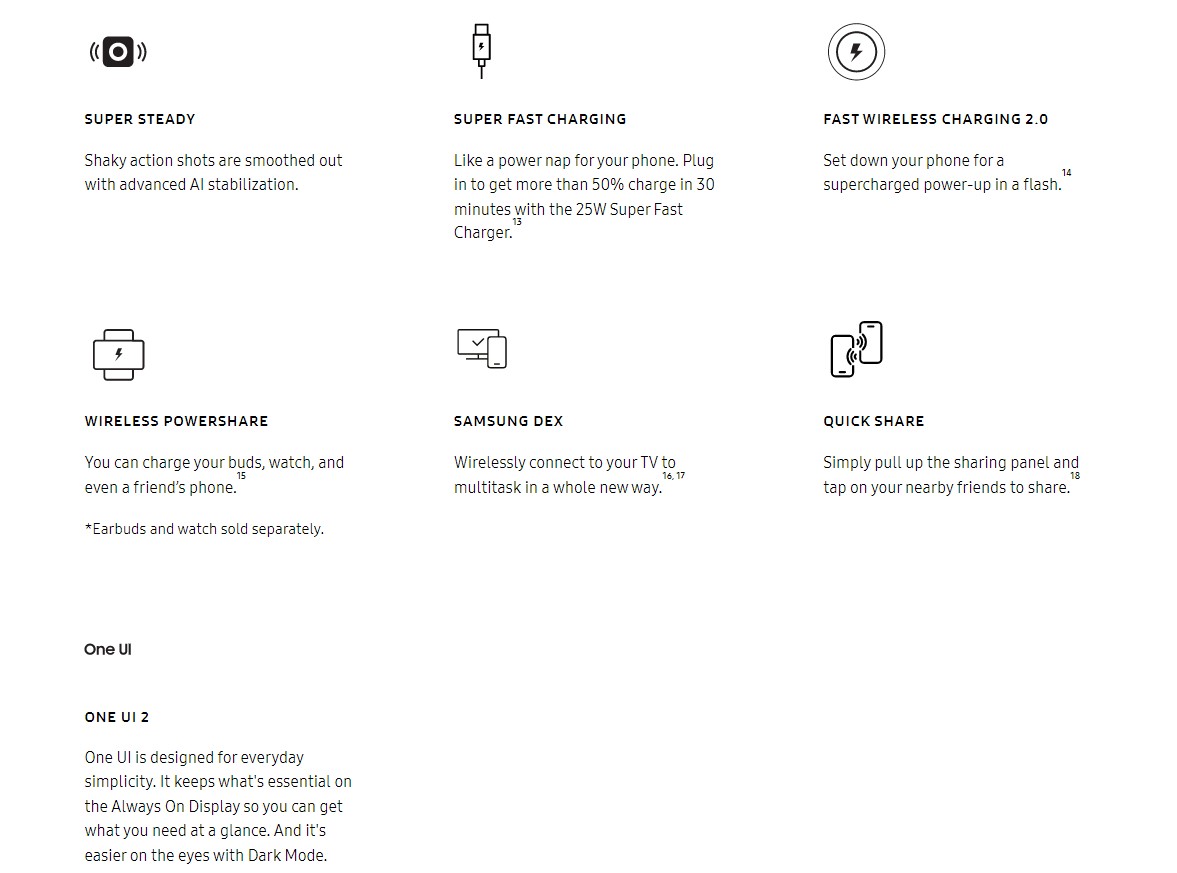 SUPER STEADY
Shaky action shots are smoothed out
with advanced AI stabilization.
SUPER FAST CHARGING
Like a power nap for your phone. Plug
in to get more than 50% charge in 30
minutes with the 25W Super Fast
Charger.13
FAST WIRELESS CHARGING 2.0
Set down your phone for a
supercharged power-up in a flash.14
WIRELESS POWERSHARE
You can charge your buds, watch, and
even a friend’s phone.15
*Earbuds and watch sold separately.
SAMSUNG DEX
Wirelessly connect to your TV to
multitask in a whole new way.16, 17
QUICK SHARE
Simply pull up the sharing panel and
tap on your nearby friends to share.18
One UI
ONE UI 2
One UI is designed for everyday
simplicity. It keeps what's essential on
the Always On Display so you can get
what you need at a glance. And it's
easier on the eyes with Dark Mode.